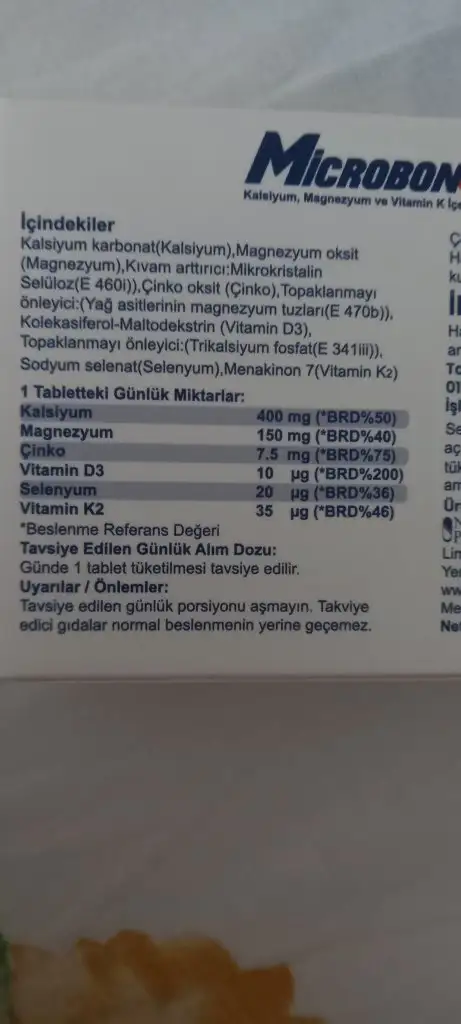 MICROBON
Kalsiyum, Magnezyum ve Vitamin K İçe
İçindekiler
Kalsiyum karbonat(Kalsiyum),Magnezyum oksit
(Magnezyum),Kıvam arttırıcı:Mikrokristalin
Selüloz(E 460i)),Çinko oksit (Çinko),Topaklanmayı
önleyici:(Yağ asitlerinin magnezyum tuzları(E 470b)),
Kolekasiferol-Maltodekstrin (Vitamin D3),
Topaklanmayı önleyici:(Trikalsiyum fosfat(E 341iii)),
Sodyum selenat(Selenyum),Menakinon 7(Vitamin K2)
1 Tabletteki Günlük Miktarlar:
Kalsiyum 400 mg (*BRD%50)
Magnezyum 150 mg (*BRD%40)
Çinko 7.5 mg (*BRD%75)
Vitamin D3 10 µg (*BRD%200)
Selenyum 20 µg (*BRD%36)
Vitamin K2 35 µg (*BRD%46)
*Beslenme Referans Değeri
Tavsiye Edilen Günlük Alım Dozu:
Günde 1 tablet tüketilmesi tavsiye edilir.
Uyarılar / Önlemler:
Tavsiye edilen günlük porsiyonu aşmayın. Takviye
edici gıdalar normal beslenmenin yerine geçemez.